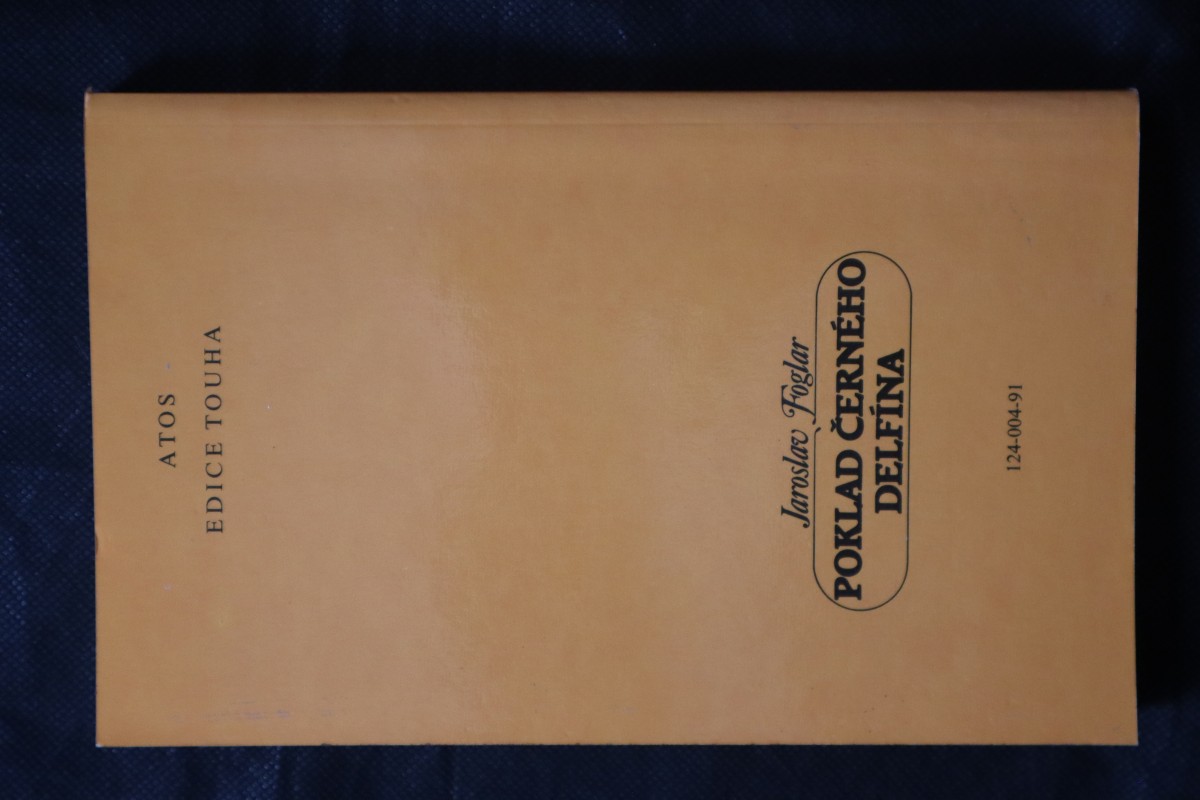 ATOS
EDICE TOUHA
Jaroslav Foglar
POKLAD ČERNÉHO
DELFÍNA
124-004-91